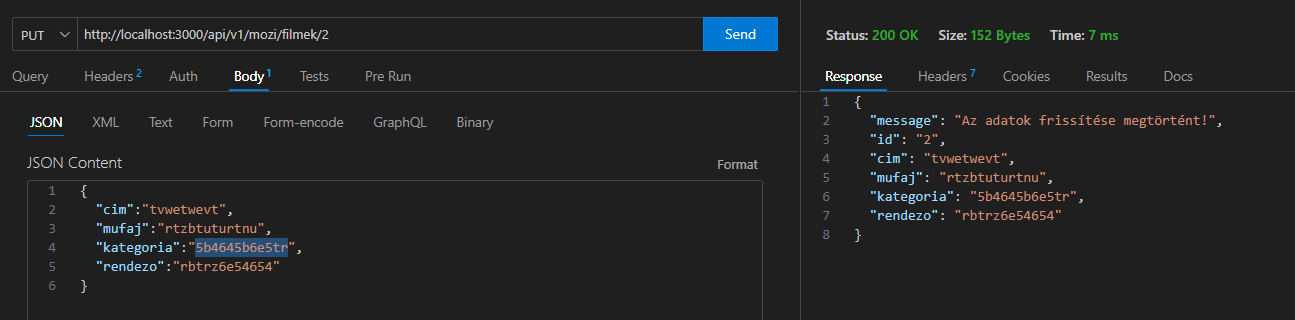 PUT http://localhost:3000/api/v1/mozi/filmek/2 Send
Query Headers 2 Auth Body 1 Tests Pre Run
JSON XML Text Form Form-encode GraphQL Binary
JSON Content Format
1 {
2 "cim":"tvwetwevt",
3 "mufaj":"rtzbtuturtnu",
4 "kategoria":"5b4645b6e5tr",
5 "rendezo":"rbtrz6e54654"
6 }
Status: 200 OK Size: 152 Bytes Time: 7 ms
Response Headers 7 Cookies Results Docs
1 {
2 "message": "Az adatok frissítése megtörtént!",
3 "id": "2",
4 "cim": "tvwetwevt",
5 "mufaj": "rtzbtuturtnu",
6 "kategoria": "5b4645b6e5tr",
7 "rendezo": "rbtrz6e54654"
8 }